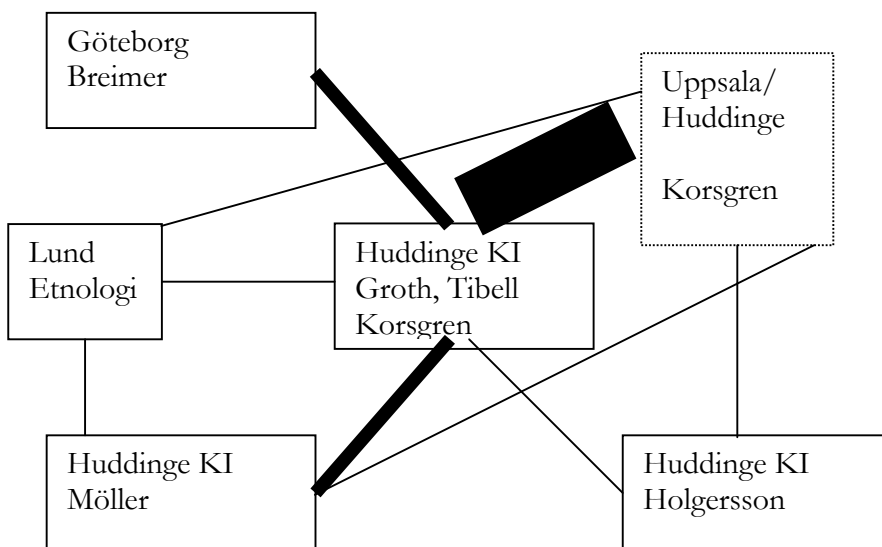 Göteborg
Breimer
Uppsala/
Huddinge
Korsgren
Lund
Etnologi
Huddinge KI
Groth, Tibell
Korsgren
Huddinge KI
Möller
Huddinge KI
Holgersson